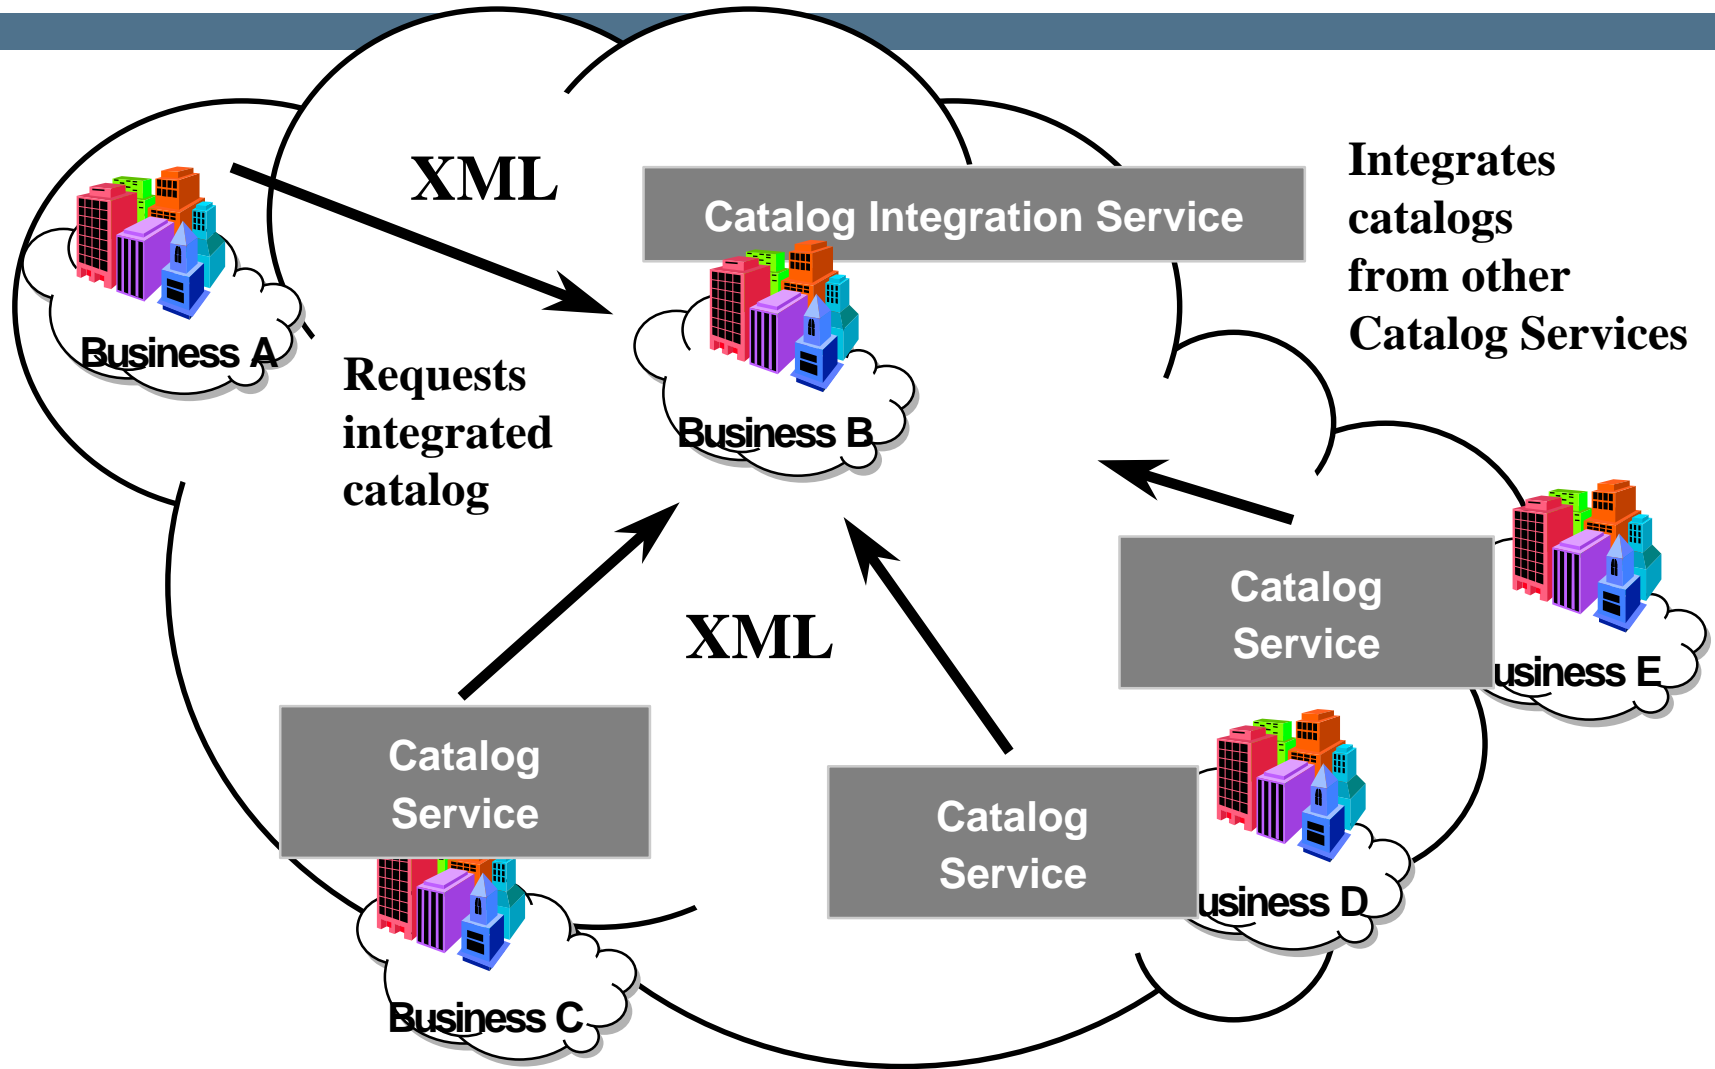 XML
Catalog Integration Service
Integrates
catalogs
from other
Catalog Services
Business A
Requests
integrated
catalog
Business B
XML
Catalog
Service
Business E
Catalog
Service
Business C
Catalog
Service
usiness D